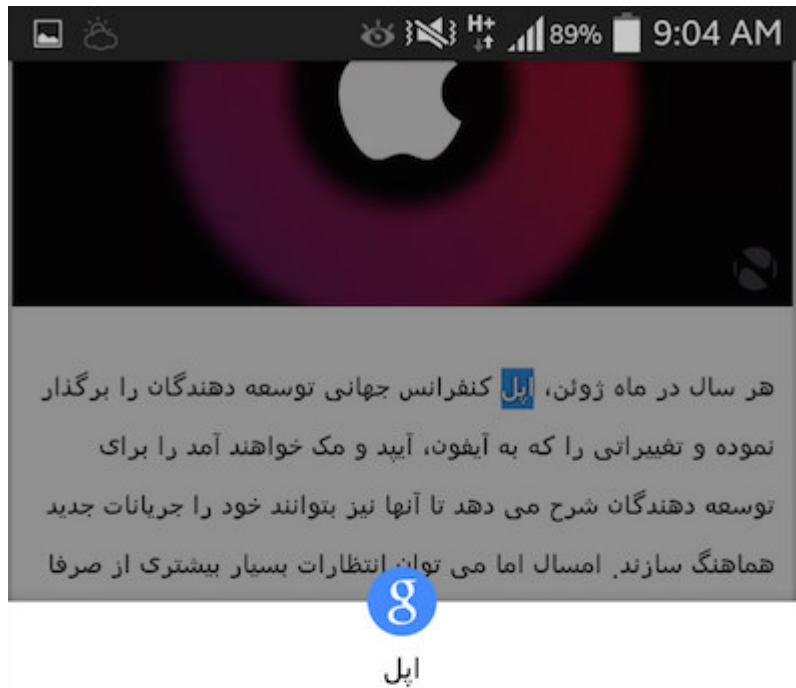 H+ 89% 9:04 AM
هر سال در ماه ژوئن، اپل کنفرانس جهانی توسعه دهندگان را برگذار
نموده و تغییراتی را که به آیفون، آیپد و مک خواهند آمد را برای
توسعه دهندگان شرح می دهد تا آنها نیز بتوانند خود را جریانات جدید
هماهنگ سازند. امسال اما می توان انتظارات بسیار بیشتری از صرفا
g
اپل